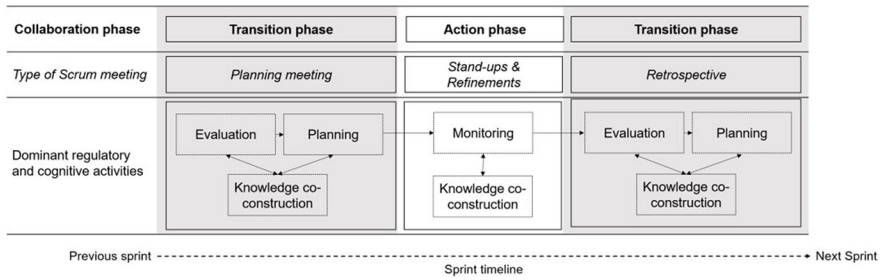 Collaboration phase
Transition phase
Action phase
Transition phase
Type of Scrum meeting
Planning meeting
Stand-ups &
Refinements
Retrospective
Dominant regulatory
and cognitive activities
Evaluation
Planning
Knowledge co-
construction
Monitoring
Knowledge co-
construction
Evaluation
Planning
Knowledge co-
construction
Previous sprint
Next Sprint
Sprint timeline